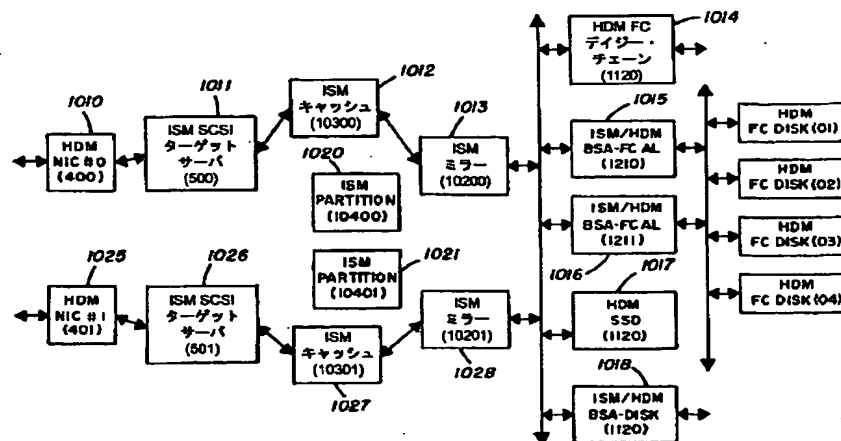 1014
HDM FC
デイジー・
チェーン
(1120)
1012
ISM
キャッシュ
(10300)
1011
ISM SCSI
ターゲット
サーバ
(500)
1010
HDM
NIC #0
(400)
1013
ISM
ミラー
(10200)
1015
ISM/HDM
BSA-FC AL
(1210)
HDM
FC DISK(01)
1020
ISM
PARTITION
(10400)
HDM
FC DISK(02)
ISM/HDM
BSA-FC AL
(1211)
1016
HDM
FC DISK(03)
1021
ISM
PARTITION
(10401)
1025
HDM
NIC #1
(401)
1026
ISM SCSI
ターゲット
サーバ
(501)
1017
HDM
SSD
(1120)
HDM
FC DISK(04)
ISM
ミラー
(10201)
1028
ISM
キャッシュ
(10301)
1027
1018
ISM/HDM
BSA-DISK
(1120)